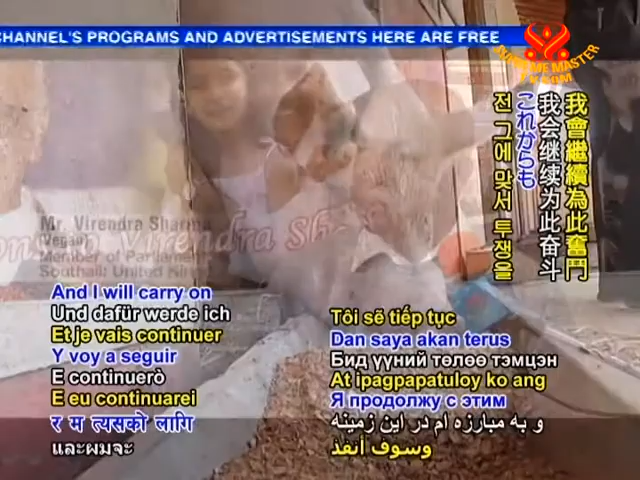 CHANNEL'S PROGRAMS AND ADVERTISEMENTS HERE ARE FREE
SUPREME MASTER
TV.COM
我會繼續為此奮鬥
我会继续为此奋斗
これからも
전 그에 맞서 투쟁을
Mr. Virendra Sharma
Vegan
Member of Parliament
Southall, United Kingdom
Virendra Sha
And I will carry on
Und dafür werde ich
Et je vais continuer
Y voy a seguir
E continuerò
E eu continuarei
र म त्यसको लागि
และผมจะ
Tôi sẽ tiếp tục
Dan saya akan terus
Бид үүний төлөө тэмцэн
At ipagpapatuloy ko ang
Я продолжу с этим
و به مبارزه ام در این زمینه
وسوف أنفذ